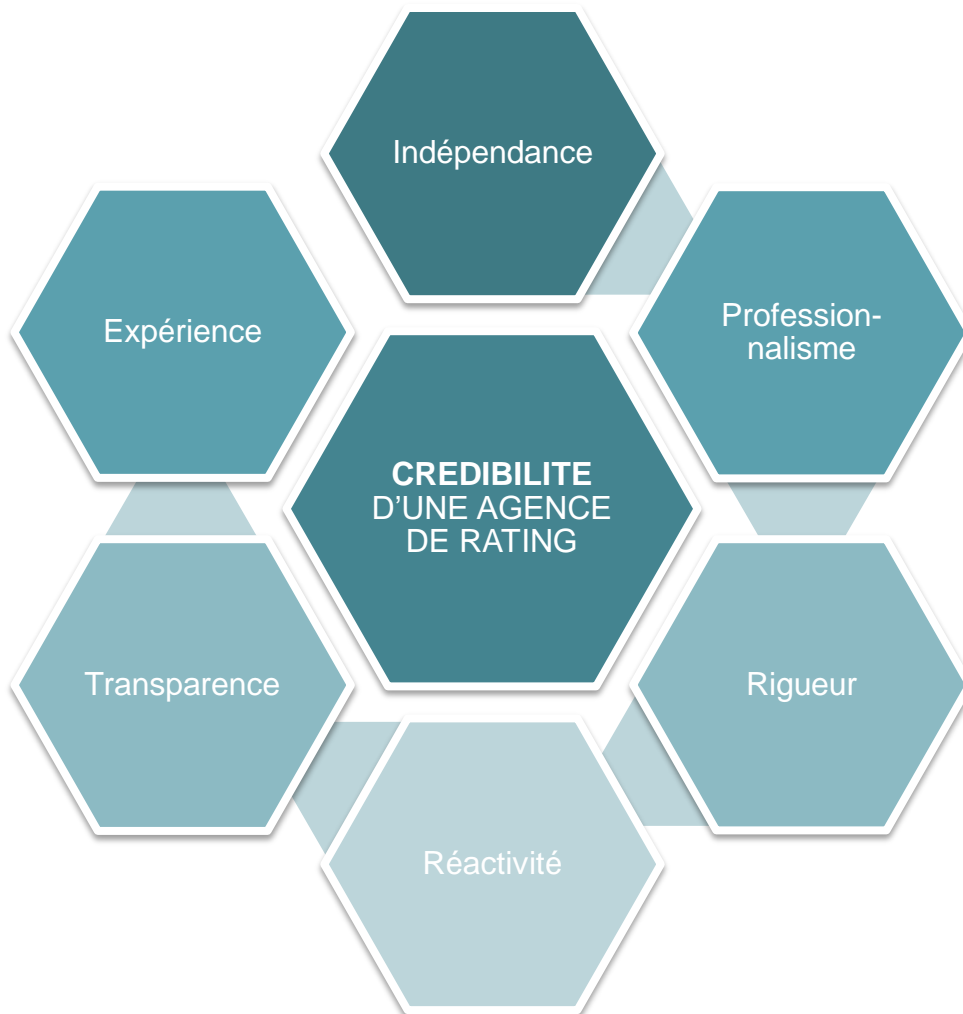 Indépendance
Profession-
nalisme
Expérience
CREDIBILITE
D’UNE AGENCE
DE RATING
Transparence
Rigueur
Réactivité